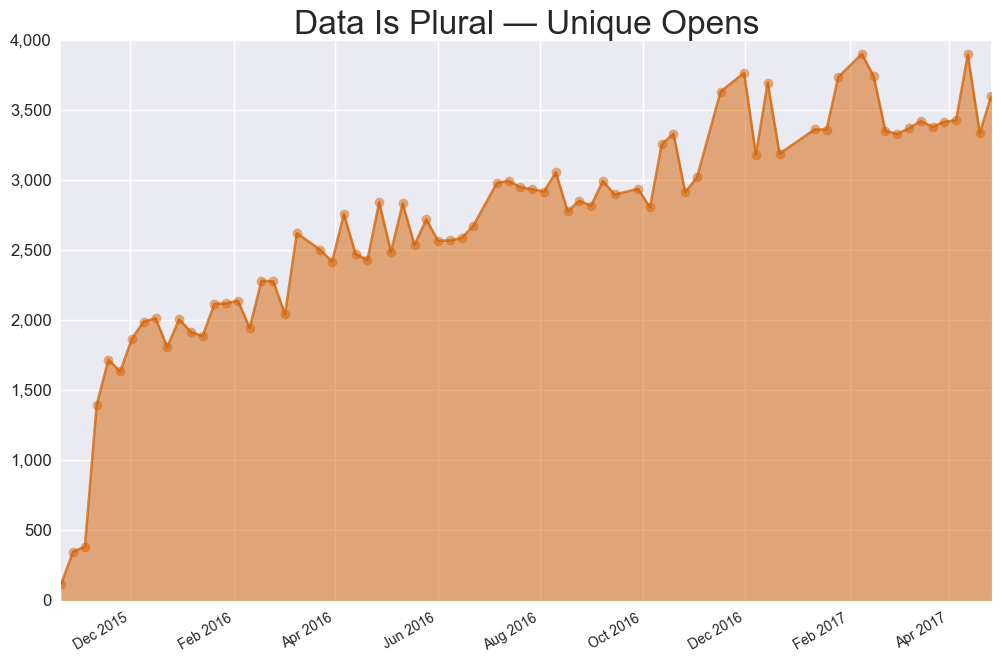 Data Is Plural — Unique Opens
4,000
3,500
3,000
2,500
2,000
1,500
1,000
500
0
Dec 2015
Feb 2016
Apr 2016
Jun 2016
Aug 2016
Oct 2016
Dec 2016
Feb 2017
Apr 2017